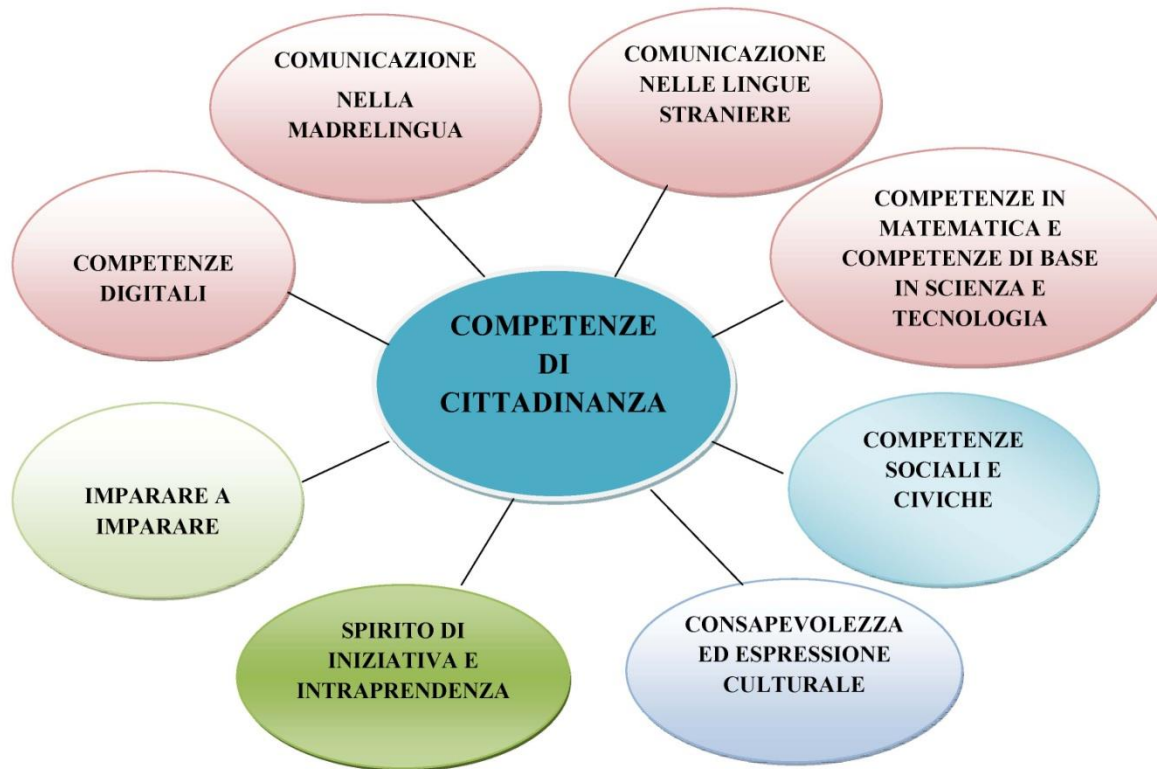 COMUNICAZIONE
NELLA
MADRELINGUA
COMUNICAZIONE
NELLE LINGUE
STRANIERE
COMPETENZE IN
MATEMATICA E
COMPETENZE DI BASE
IN SCIENZA E
TECNOLOGIA
COMPETENZE
DIGITALI
COMPETENZE
DI
CITTADINANZA
COMPETENZE
SOCIALI E
CIVICHE
IMPARARE A
IMPARARE
SPIRITO DI
INIZIATIVA E
INTRAPRENDENZA
CONSAPEVOLEZZA
ED ESPRESSIONE
CULTURALE